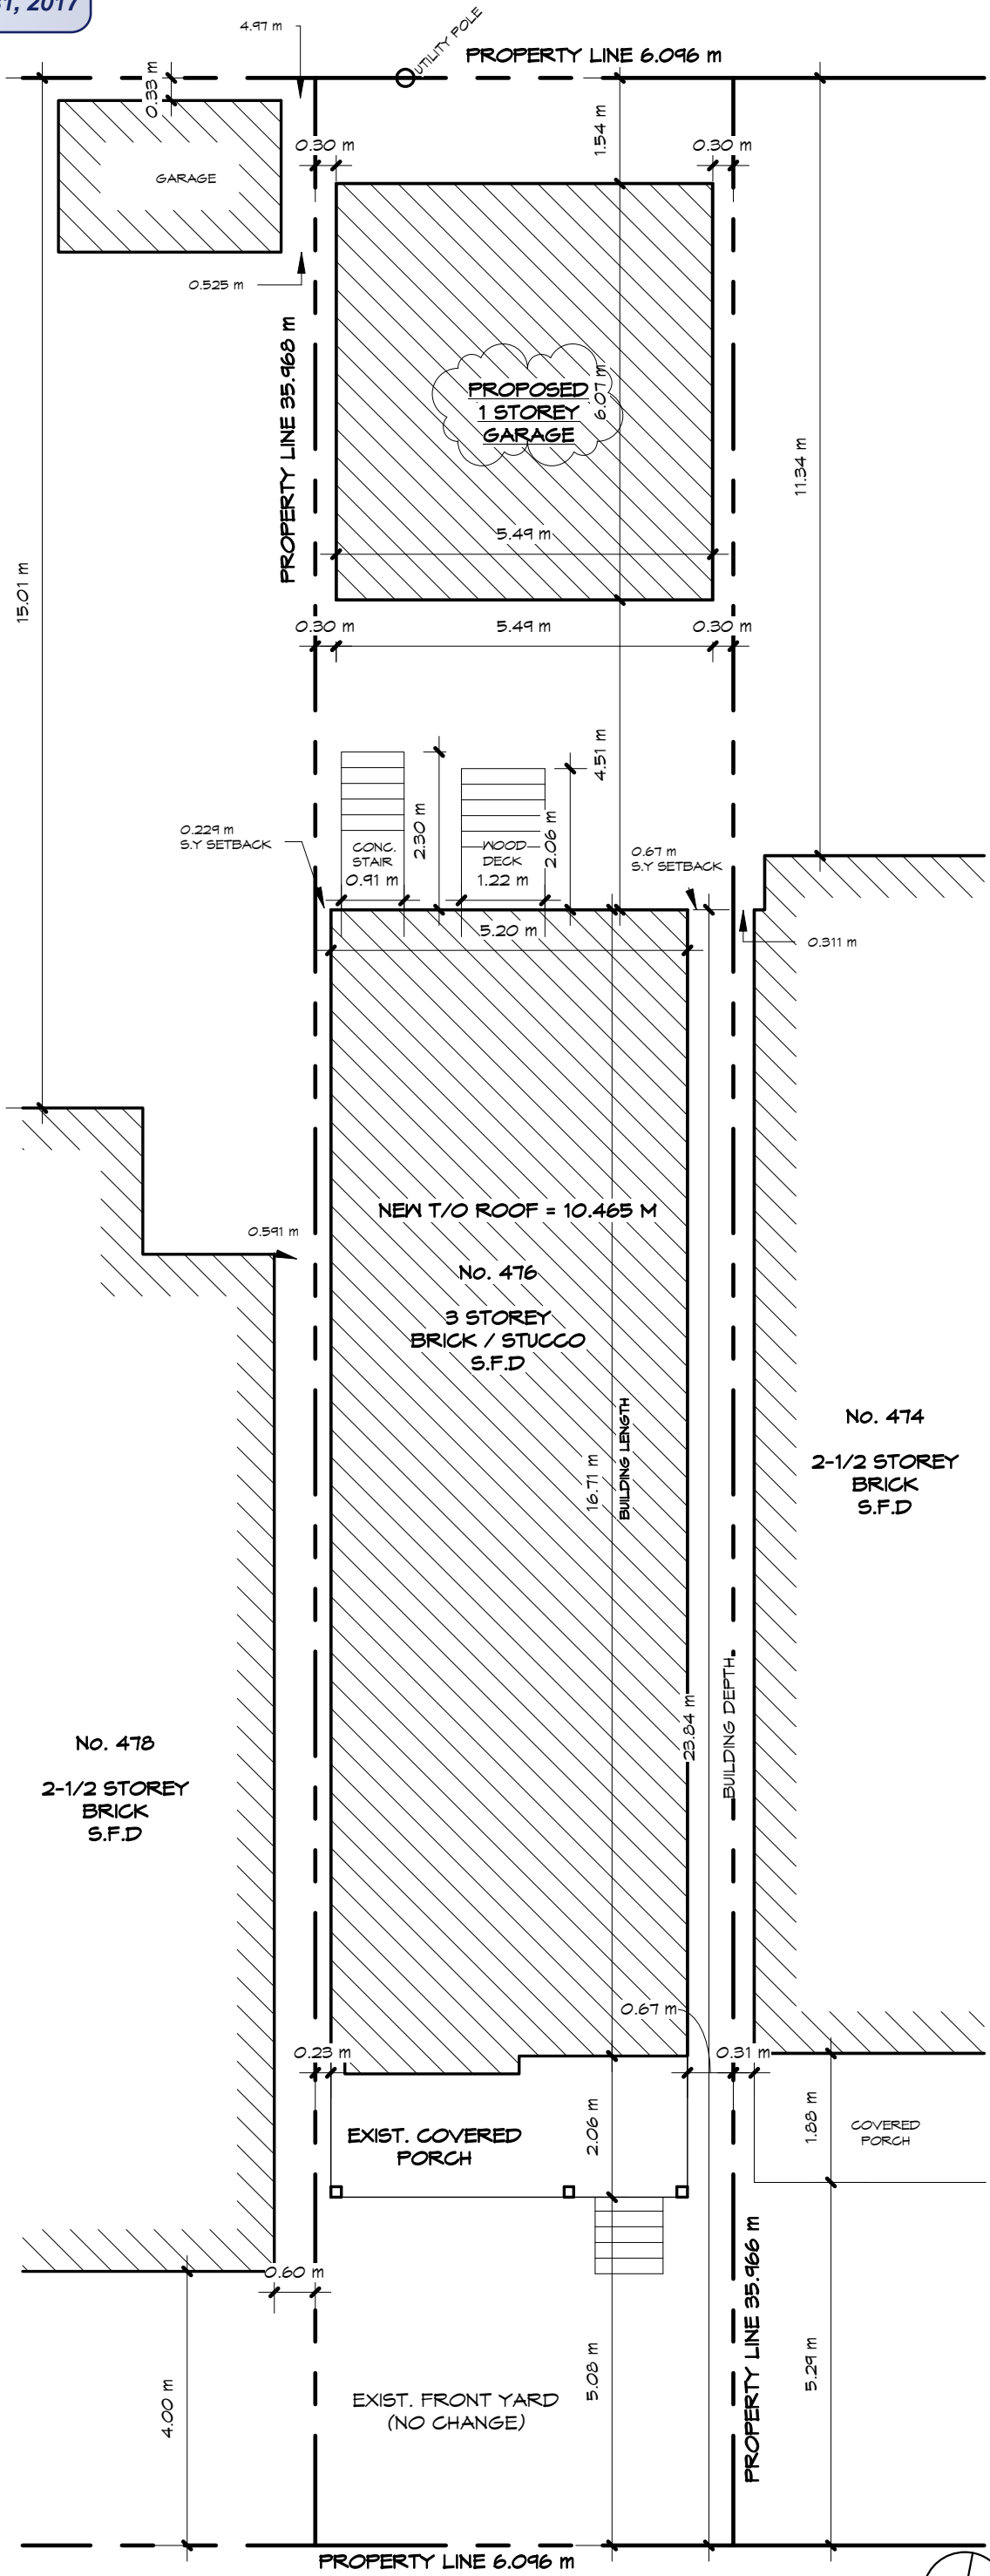 31, 2017
4.97 m
UTILITY POLE
PROPERTY LINE 6.096 m
0.33 m
1.54 m
0.30 m
0.30 m
GARAGE
0.525 m
PROPERTY LINE 35.968 m
PROPOSED
1 STOREY
GARAGE
6.07 m
11.34 m
5.49 m
15.01 m
0.30 m
5.49 m
0.30 m
4.51 m
0.229 m
S.Y SETBACK
CONC.
STAIR
0.91 m
2.30 m
WOOD
DECK
1.22 m
2.06 m
0.67 m
S.Y SETBACK
5.20 m
0.311 m
NEW T/O ROOF = 10.465 M
0.591 m
No. 476
3 STOREY
BRICK / STUCCO
S.F.D
16.71 m
BUILDING LENGTH
No. 474
2-1/2 STOREY
BRICK
S.F.D
23.84 m
BUILDING DEPTH
No. 478
2-1/2 STOREY
BRICK
S.F.D
0.67 m
0.23 m
0.31 m
EXIST. COVERED
PORCH
2.06 m
1.88 m
COVERED
PORCH
0.60 m
PROPERTY LINE 35.966 m
4.00 m
EXIST. FRONT YARD
(NO CHANGE)
5.08 m
5.29 m
PROPERTY LINE 6.096 m